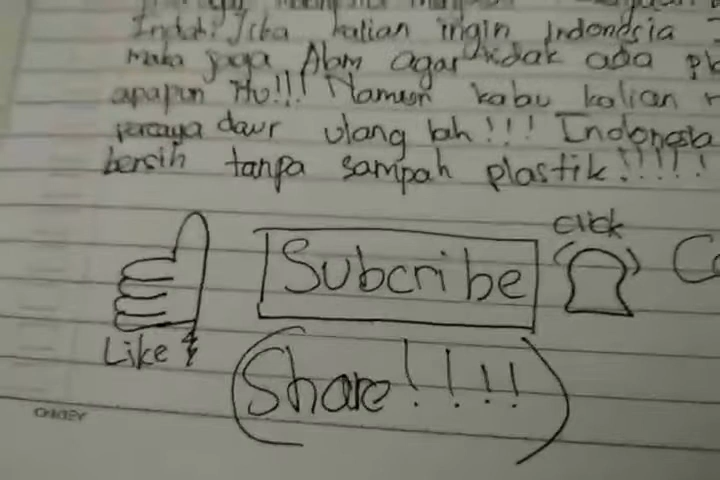 Indah! Jika kalian ingin Indonesia
maka jaga Alam agar tidak ada
apapun itu!!! Namun kalau kalian
percaya daur ulang lah!!! Indonesia
bersih tanpa sampah plastik!!!!!
click
Subcribe
Like &
Share!!!!